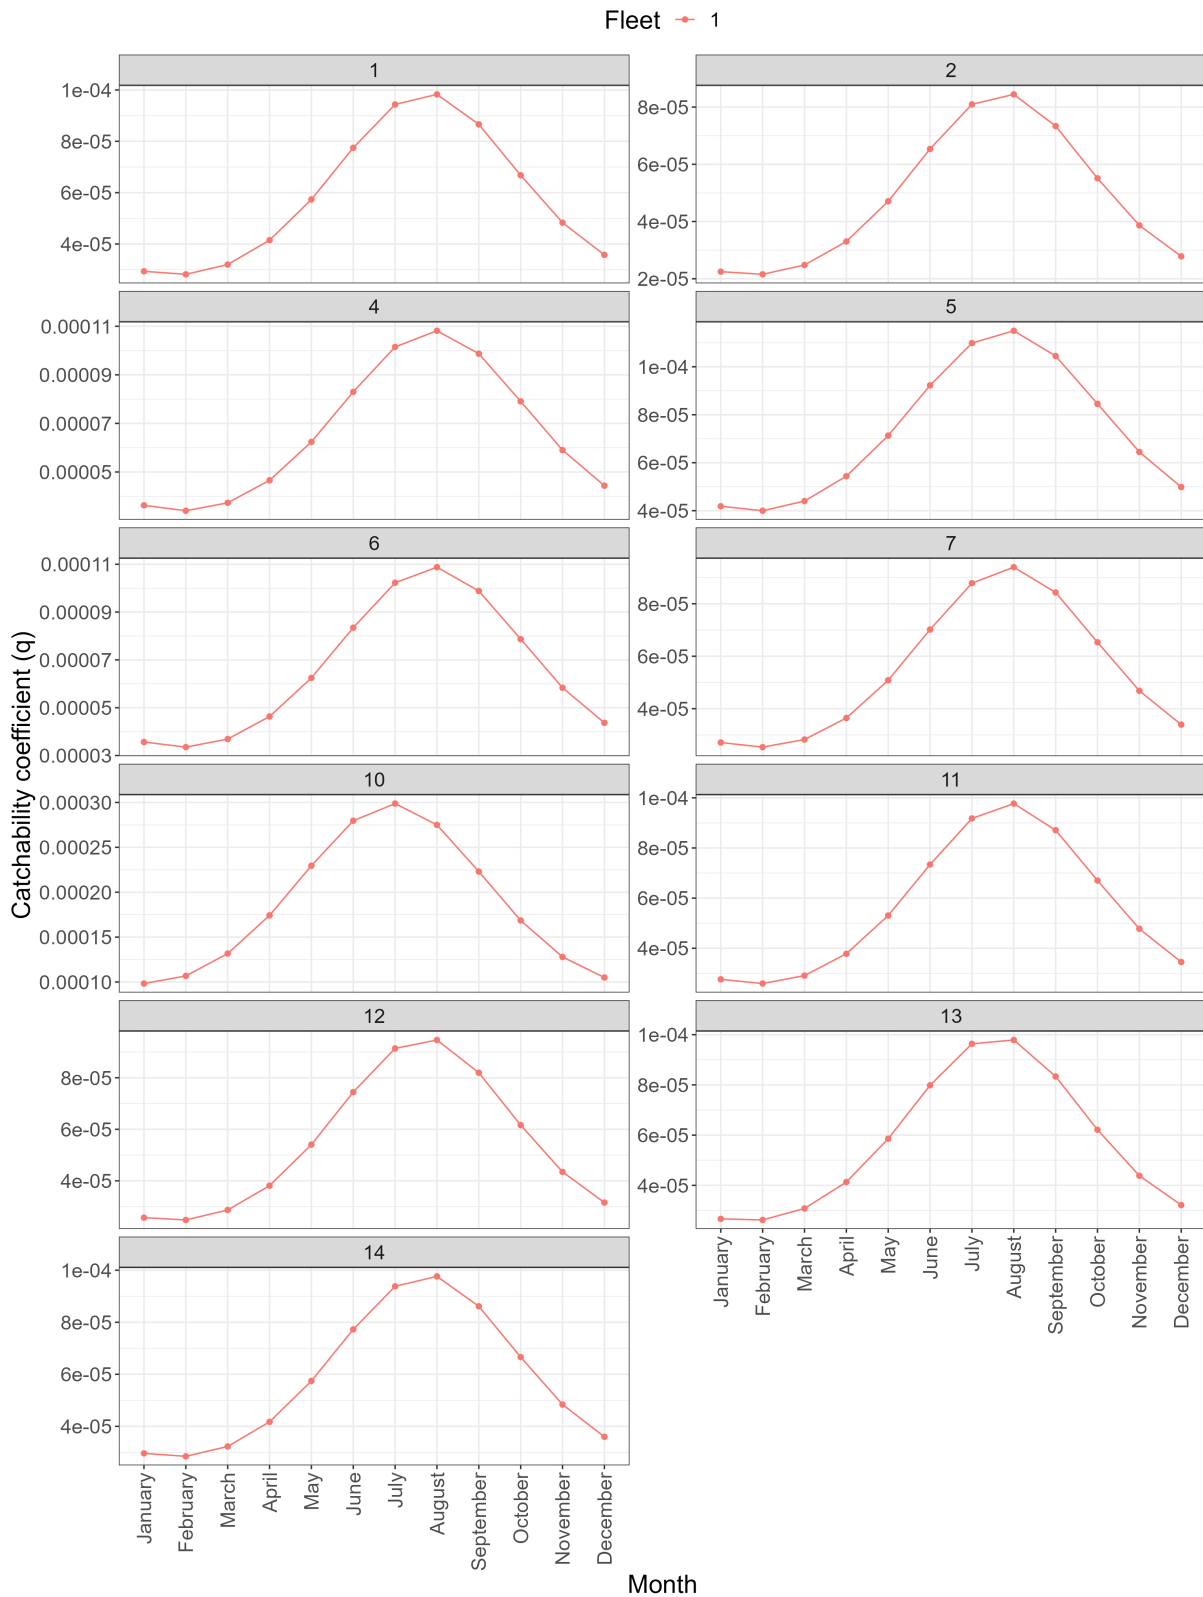 Fleet 1
1
1e-04
8e-05
6e-05
4e-05
2
8e-05
6e-05
4e-05
2e-05
4
0.00011
0.00009
0.00007
0.00005
5
1e-04
8e-05
6e-05
4e-05
6
0.00011
0.00009
0.00007
0.00005
0.00003
7
8e-05
6e-05
4e-05
10
0.00030
0.00025
0.00020
0.00015
0.00010
11
1e-04
8e-05
6e-05
4e-05
12
8e-05
6e-05
4e-05
13
1e-04
8e-05
6e-05
4e-05
January
February
March
April
May
June
July
August
September
October
November
December
14
1e-04
8e-05
6e-05
4e-05
January
February
March
April
May
June
July
August
September
October
November
December
Catchability coefficient (q)
Month